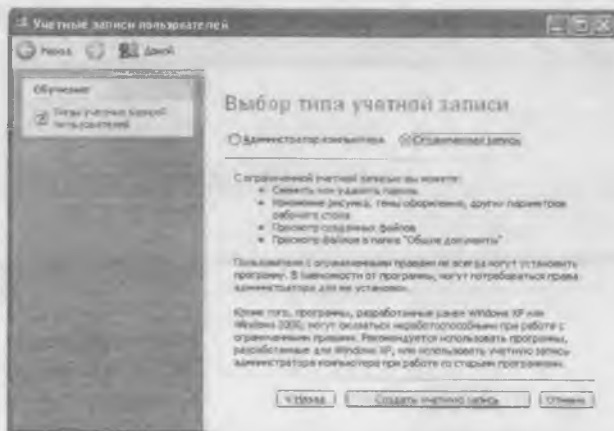 Учетные записи пользователей
Назад Домой
Обучение
Типы учетных записей
пользователей
Выбор типа учетной записи
Администратор компьютера Ограниченная запись
С ограниченной учетной записью вы можете:
• Сменить или удалить пароль
• Изменение рисунка, темы оформления, других параметров
рабочего стола
• Просмотр созданных файлов
• Просмотр файлов в папке "Общие документы"
Пользователи с ограниченными правами не всегда могут установить
программу. В зависимости от программы, могут потребоваться права
администратора для ее установки.
Кроме того, программы, разработанные ранее Windows XP или
Windows 2000, могут оказаться неработоспособными при работе с
ограниченными правами. Рекомендуется использовать программы,
разработанные для Windows XP, или использовать учетную запись
администратора компьютера при работе со старыми программами.
< Назад Создать учетную запись Отмена